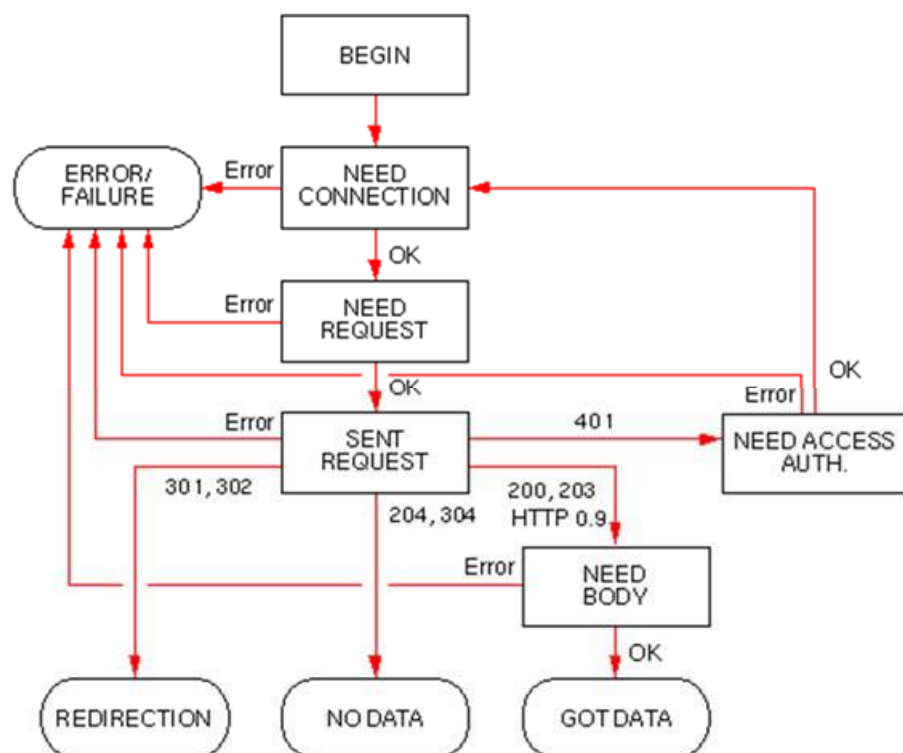 BEGIN
ERROR/
FAILURE
Error
NEED
CONNECTION
OK
Error
NEED
REQUEST
OK
Error
OK
Error
SENT
REQUEST
401
NEED ACCESS
AUTH.
301, 302
204, 304
200, 203
HTTP 0.9
Error
NEED
BODY
OK
REDIRECTION
NO DATA
GOT DATA